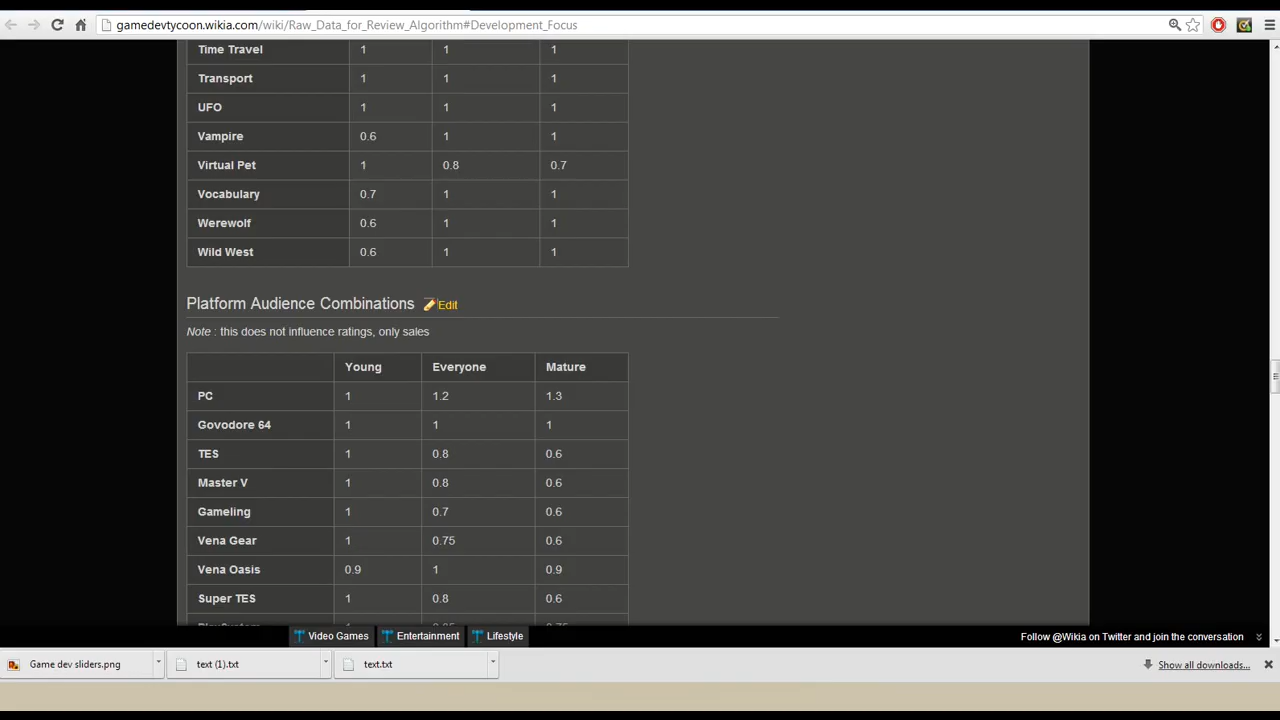 gamedevtycoon.wikia.com/wiki/Raw_Data_for_Review_Algorithm#Development_Focus
Time Travel 1 1 1
Transport 1 1 1
UFO 1 1 1
Vampire 0.6 1 1
Virtual Pet 1 0.8 0.7
Vocabulary 0.7 1 1
Werewolf 0.6 1 1
Wild West 0.6 1 1
Platform Audience Combinations Edit
Note : this does not influence ratings, only sales
Young Everyone Mature
PC 1 1.2 1.3
Govodore 64 1 1 1
TES 1 0.8 0.6
Master V 1 0.8 0.6
Gameling 1 0.7 0.6
Vena Gear 1 0.75 0.6
Vena Oasis 0.9 1 0.9
Super TES 1 0.8 0.6
Video Games Entertainment Lifestyle Follow @Wikia on Twitter and join the conversation
Game dev sliders.png text (1).txt text.txt Show all downloads...